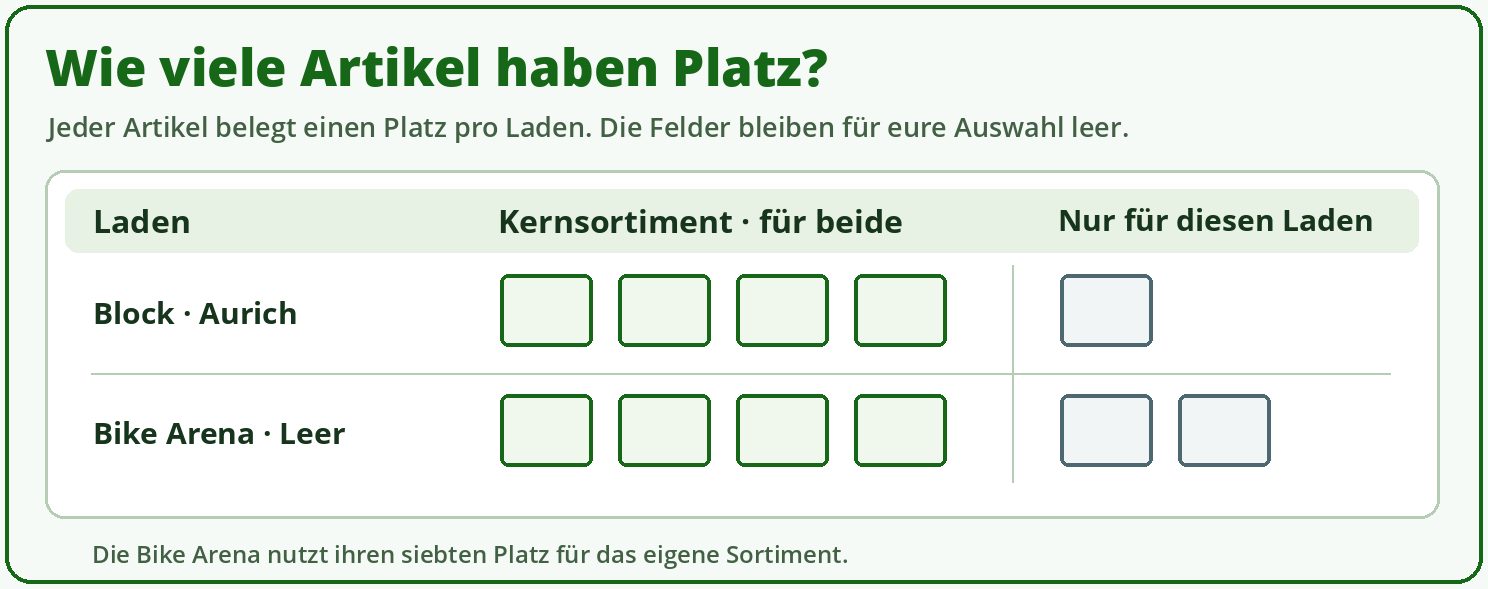 Wie viele Artikel haben Platz?
Jeder Artikel belegt einen Platz pro Laden. Die Felder bleiben für eure Auswahl leer.
Laden Kernsortiment · für beide Nur für diesen Laden
Block · Aurich
Bike Arena · Leer
Die Bike Arena nutzt ihren siebten Platz für das eigene Sortiment.